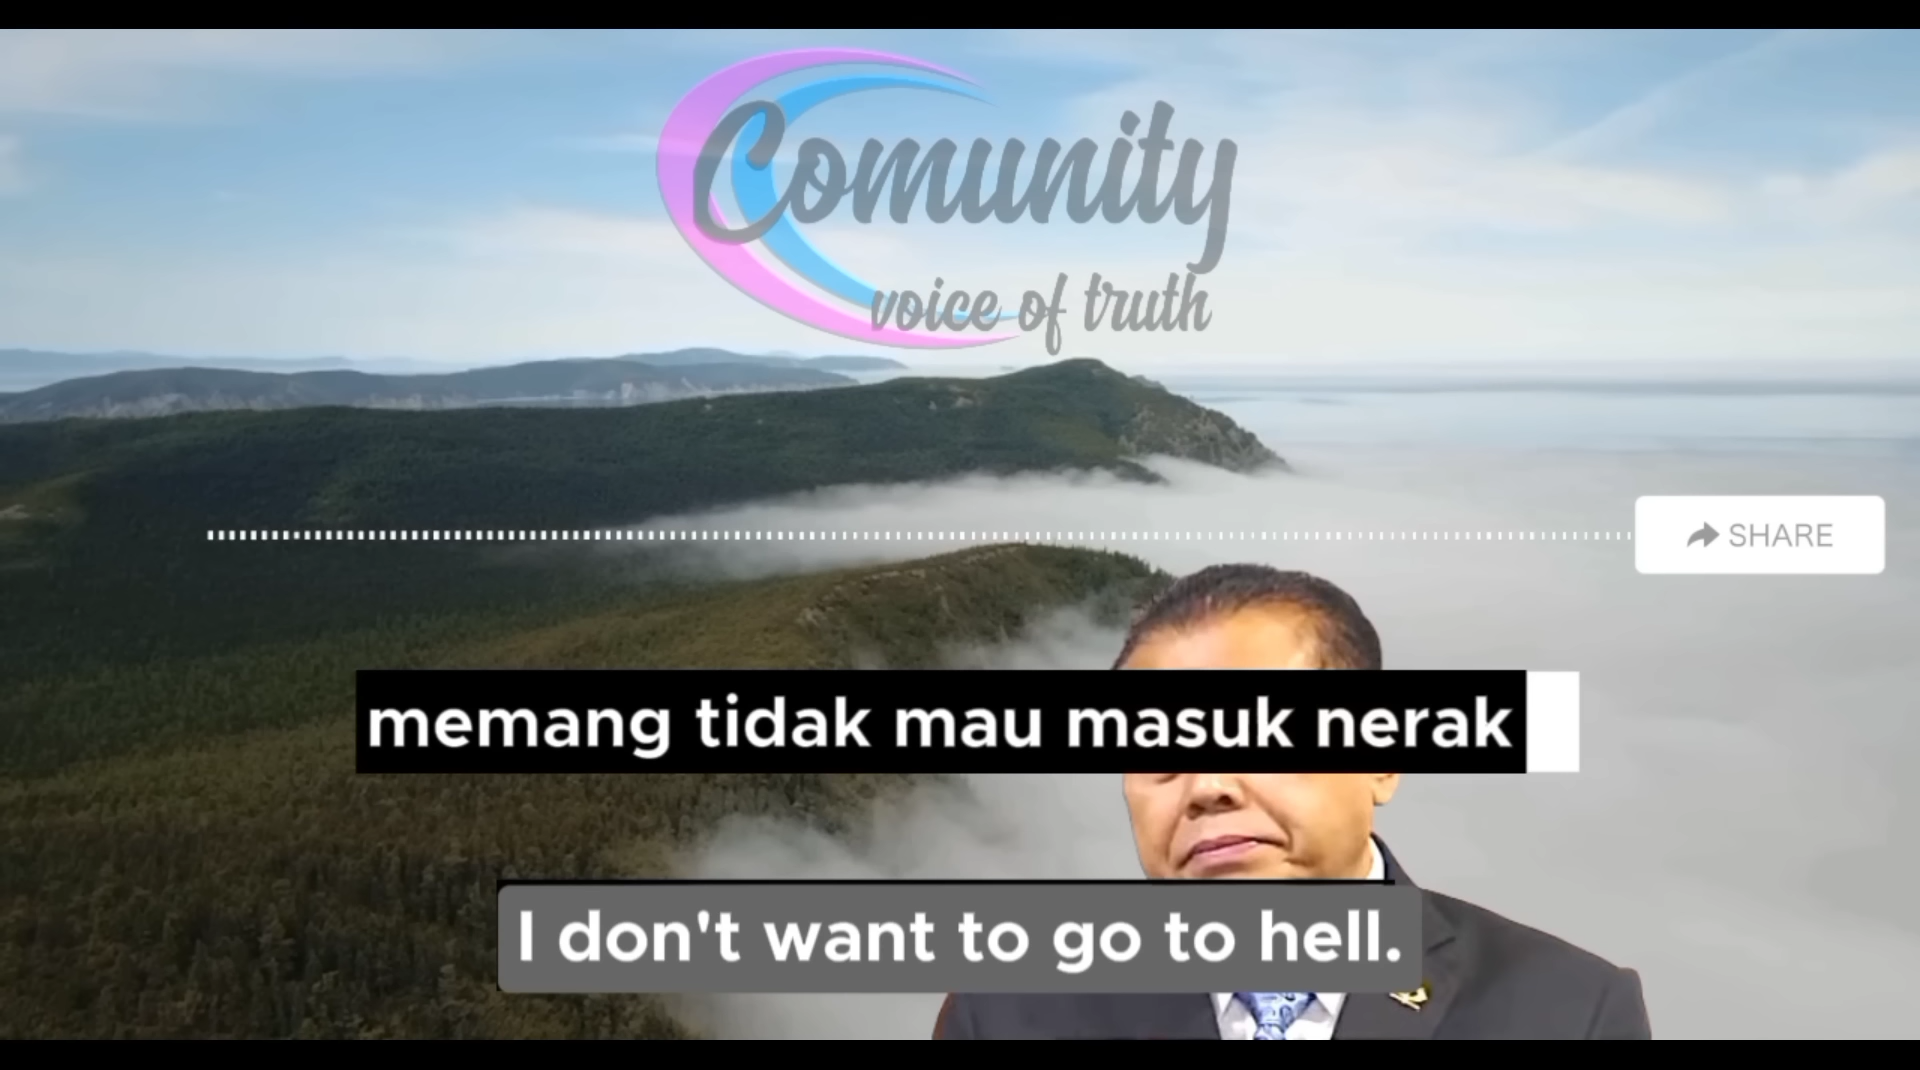 Comunity
voice of truth
SHARE
memang tidak mau masuk nerak
I don't want to go to hell.